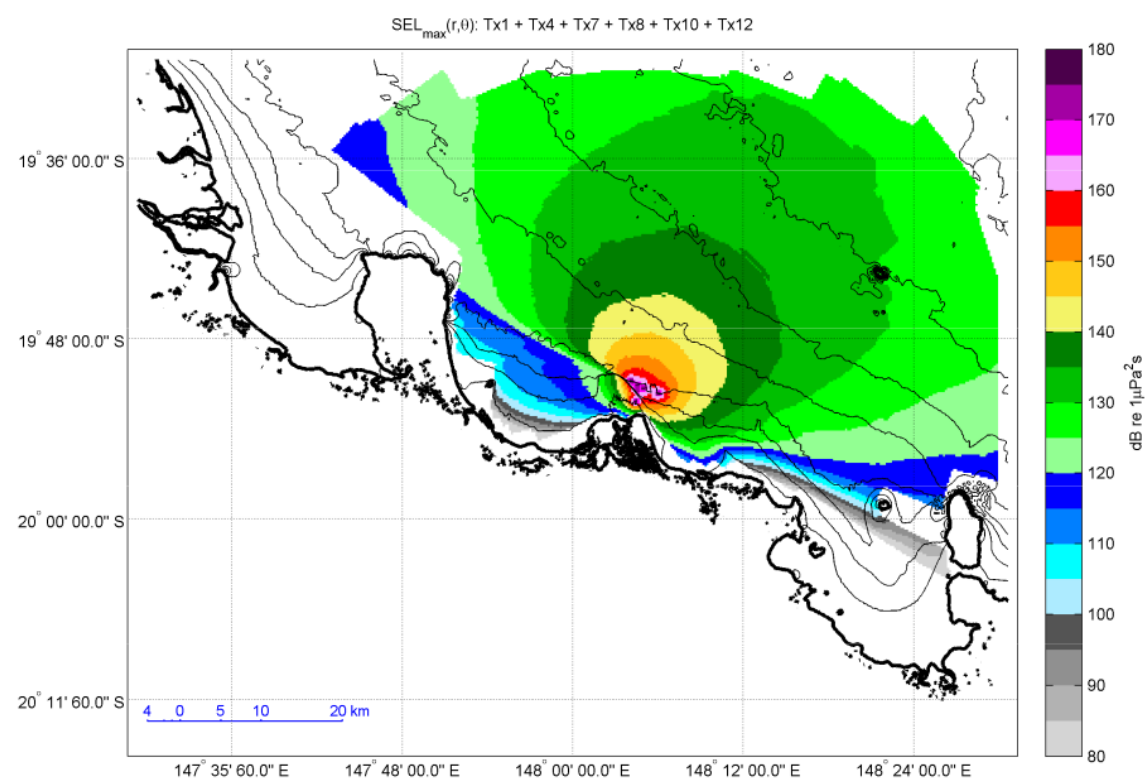 SELmax(r,θ): Tx1 + Tx4 + Tx7 + Tx8 + Tx10 + Tx12
180
170
160
150
140
130
120
110
100
90
80
dB re 1µPa²s
19° 36' 00.0" S
19° 48' 00.0" S
20° 00' 00.0" S
20° 11' 60.0" S
4 0 5 10 20 km
147° 35' 60.0" E 147° 48' 00.0" E 148° 00' 00.0" E 148° 12' 00.0" E 148° 24' 00.0" E